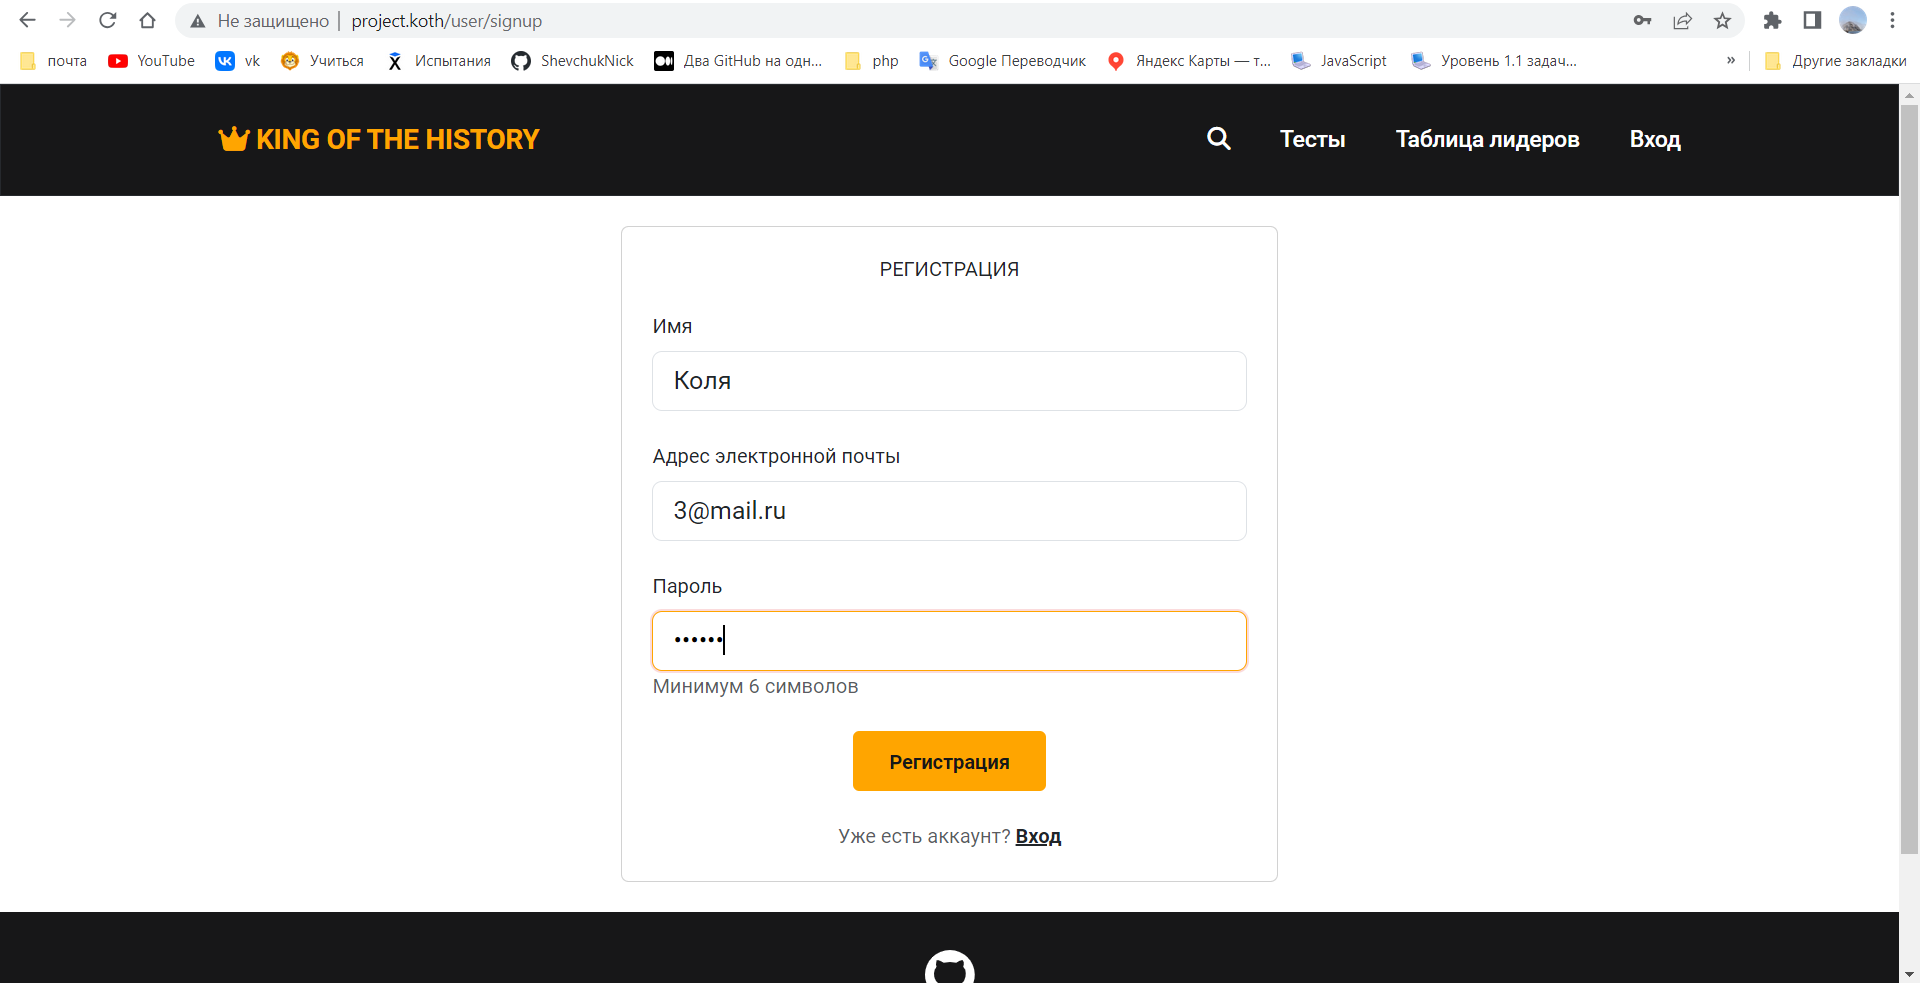 Не защищено | project.koth/user/signup
почта YouTube vk Учиться Испытания ShevchukNick Два GitHub на одн... php Google Переводчик Яндекс Карты — т... JavaScript Уровень 1.1 задач... » Другие закладки
KING OF THE HISTORY Тесты Таблица лидеров Вход
РЕГИСТРАЦИЯ
Имя
Коля
Адрес электронной почты
3@mail.ru
Пароль
••••••
Минимум 6 символов
Регистрация
Уже есть аккаунт? Вход